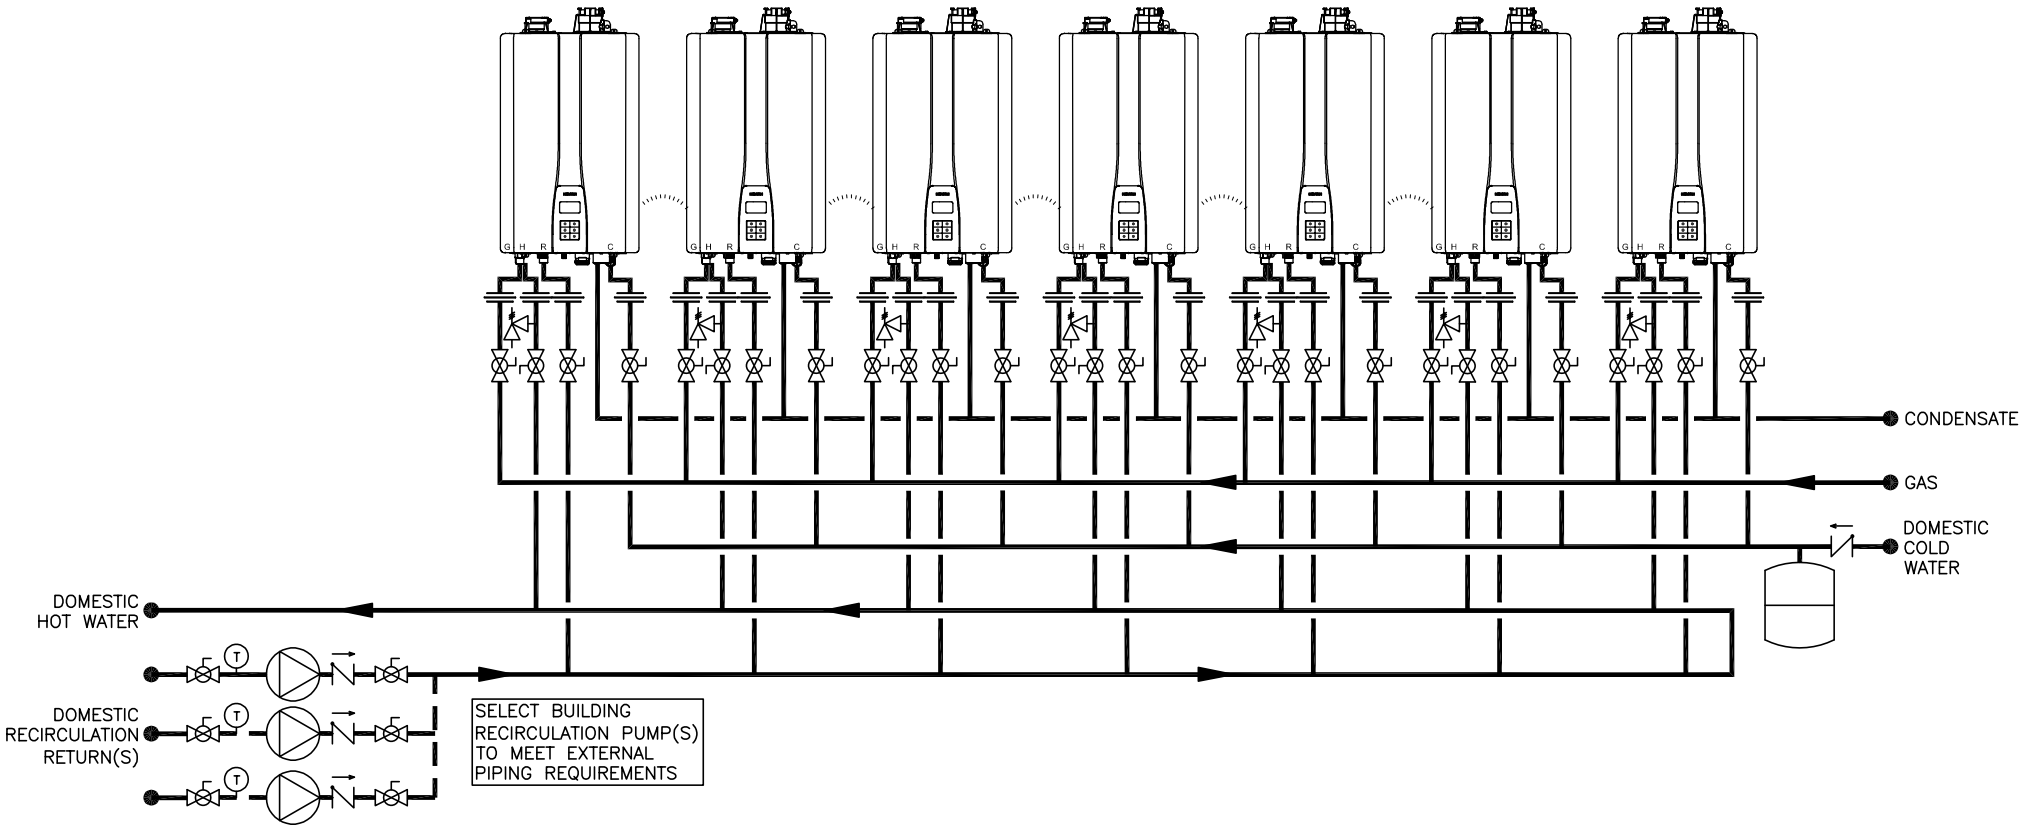 G H R C
G H R C
G H R C
G H R C
G H R C
G H R C
G H R C
CONDENSATE
GAS
DOMESTIC
COLD
WATER
DOMESTIC
HOT WATER
T
T
T
DOMESTIC
RECIRCULATION
RETURN(S)
SELECT BUILDING
RECIRCULATION PUMP(S)
TO MEET EXTERNAL
PIPING REQUIREMENTS